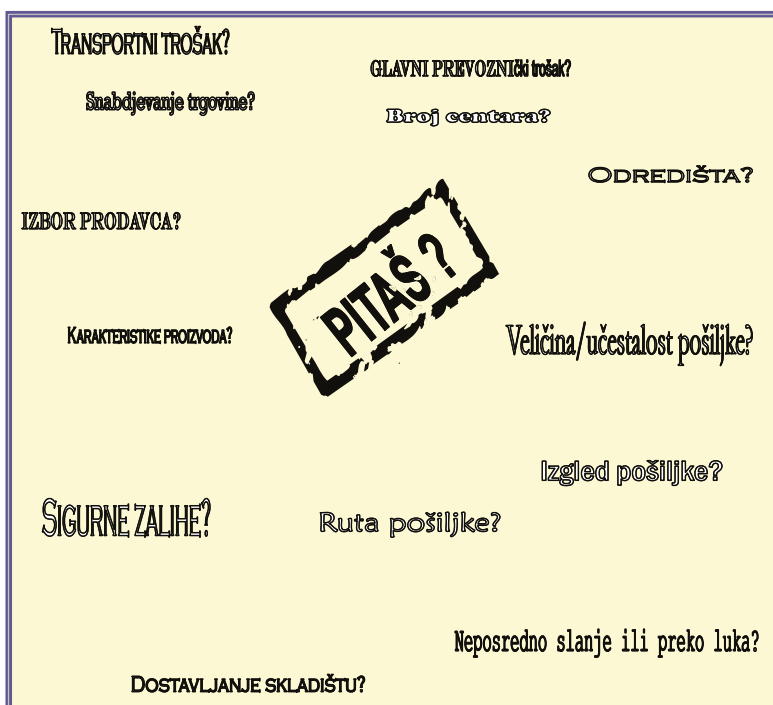 TRANSPORTNI TROŠAK?
GLAVNI PREVOZNIčki trošak?
Snabdjevanje trgovine?
Broj centara?
ODREDIŠTA?
IZBOR PRODAVCA?
PITAŠ ?
KARAKTERISTIKE PROIZVODA?
Veličina/učestalost pošiljke?
Izgled pošiljke?
SIGURNE ZALIHE?
Ruta pošiljke?
Neposredno slanje ili preko luka?
DOSTAVLJANJE SKLADIŠTU?